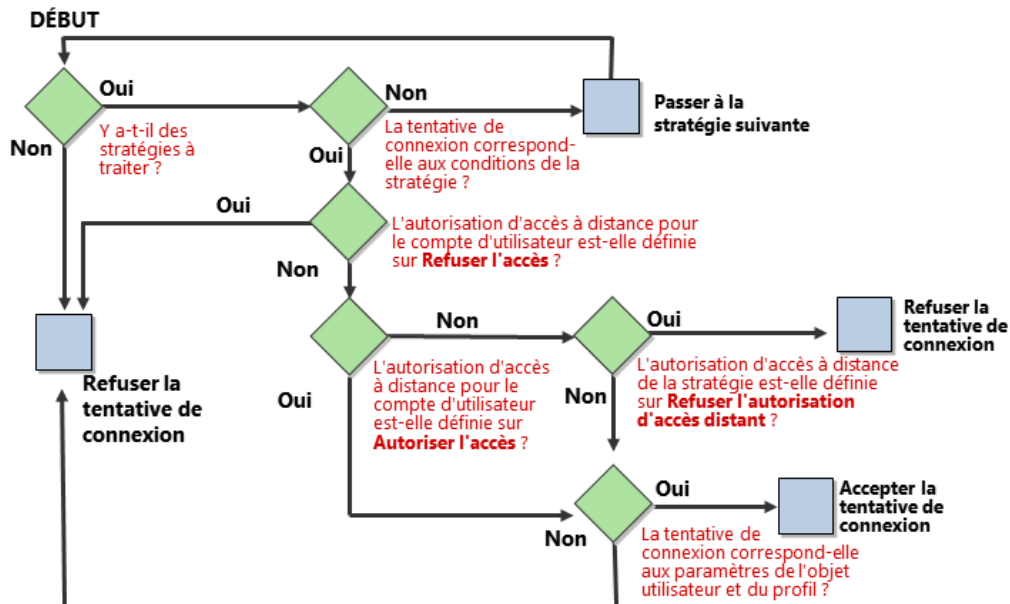 DÉBUT
Oui
Non
Y a-t-il des
stratégies à
traiter ?
Non
Oui
La tentative de
connexion correspond-
elle aux conditions de la
stratégie ?
Passer à la
stratégie suivante
Oui
Non
L'autorisation d'accès à distance pour
le compte d'utilisateur est-elle définie
sur Refuser l'accès ?
Refuser la
tentative de
connexion
Non
Oui
L'autorisation d'accès
à distance pour le
compte d'utilisateur
est-elle définie sur
Autoriser l'accès ?
Oui
Non
L'autorisation d'accès à distance
de la stratégie est-elle définie
sur Refuser l'autorisation
d'accès distant ?
Refuser la
tentative de
connexion
Oui
Non
La tentative de
connexion correspond-elle
aux paramètres de l'objet
utilisateur et du profil ?
Accepter la
tentative de
connexion